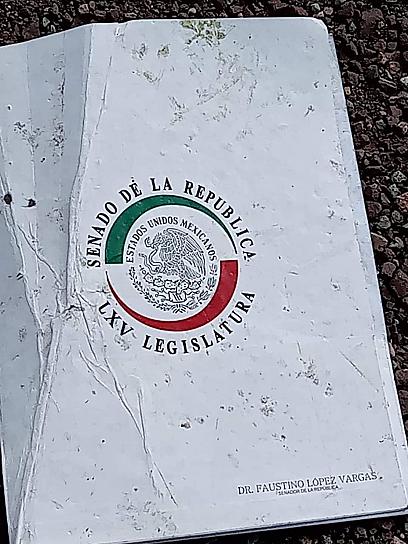 SENADO DE LA REPUBLICA
ESTADOS UNIDOS MEXICANOS
LXV LEGISLATURA
DR. FAUSTINO LÓPEZ VARGAS
SENADOR DE LA REPÚBLICA